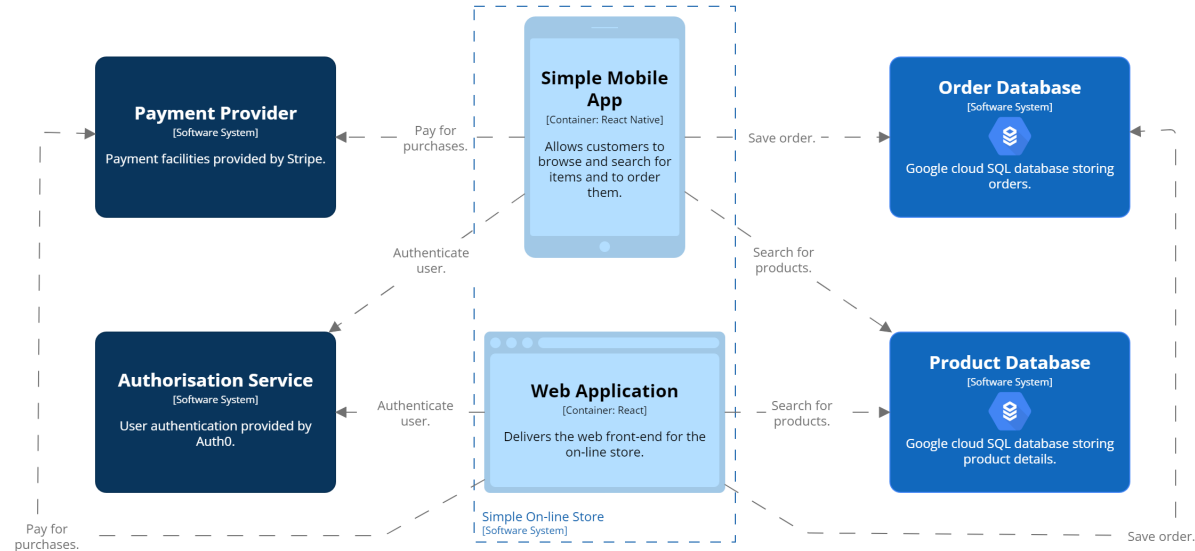 Payment Provider
[Software System]
Payment facilities provided by Stripe.
Pay for
purchases.
Simple Mobile
App
[Container: React Native]
Allows customers to
browse and search for
items and to order
them.
Save order.
Order Database
[Software System]
Google cloud SQL database storing
orders.
Authenticate
user.
Search for
products.
Authorisation Service
[Software System]
User authentication provided by
Auth0.
Authenticate
user.
Web Application
[Container: React]
Delivers the web front-end for the
on-line store.
Search for
products.
Product Database
[Software System]
Google cloud SQL database storing
product details.
Simple On-line Store
[Software System]
Pay for
purchases.
Save order.